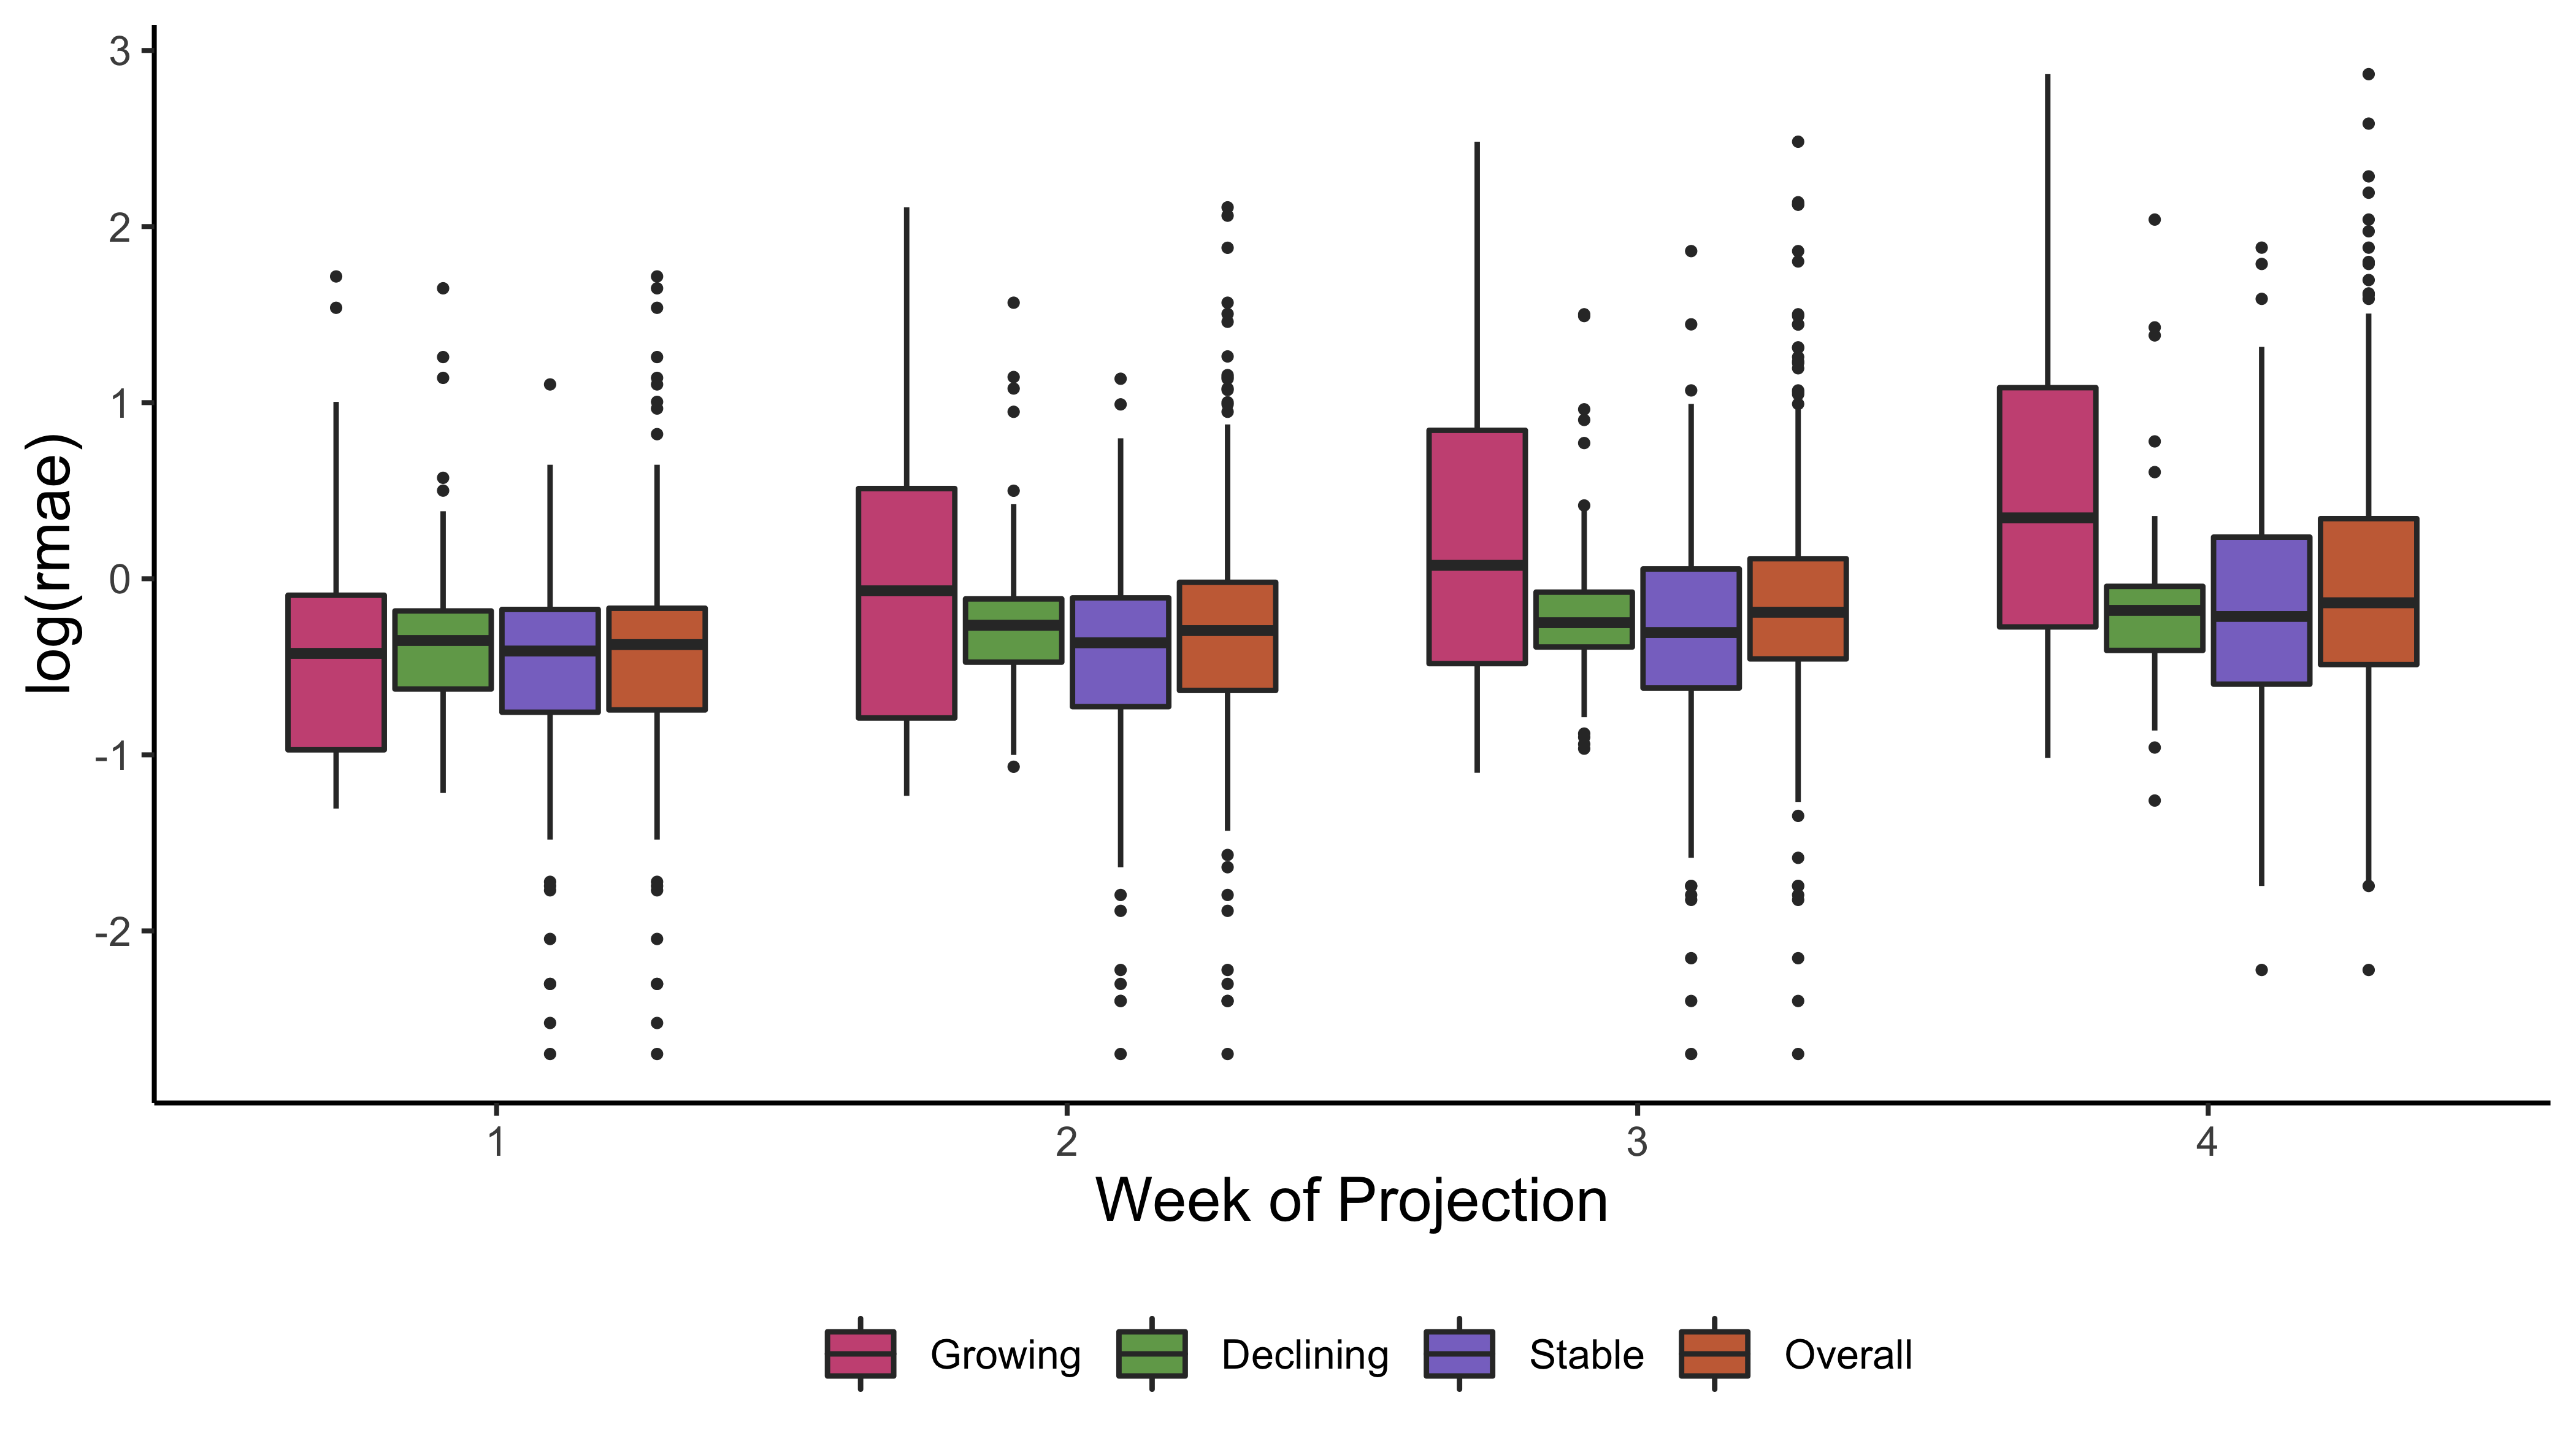 3
2
1
0
-1
-2
log(rmae)
1 2 3 4
Week of Projection
Growing Declining Stable Overall